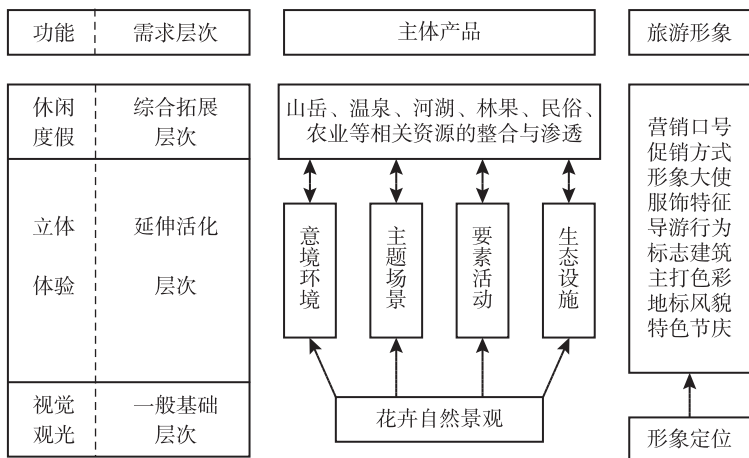 功能 需求层次
主体产品
旅游形象
休闲 综合拓展
度假 层次
山岳、温泉、河湖、林果、民俗、
农业等相关资源的整合与渗透
立体 延伸活化
体验 层次
意境环境
主题场景
要素活动
生态设施
视觉 一般基础
观光 层次
花卉自然景观
营销口号
促销方式
形象大使
服饰特征
导游行为
标志建筑
主打色彩
地标风貌
特色节庆
形象定位